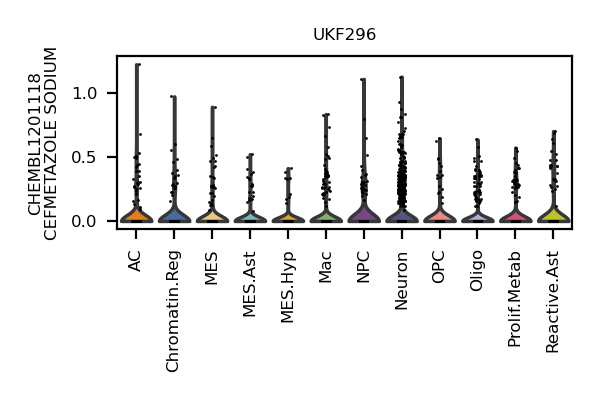 UKF296
CHEMBL1201118
CEFMETAZOLE SODIUM
1.0
0.5
0.0
AC
Chromatin.Reg
MES
MES.Ast
MES.Hyp
Mac
NPC
Neuron
OPC
Oligo
Prolif.Metab
Reactive.Ast